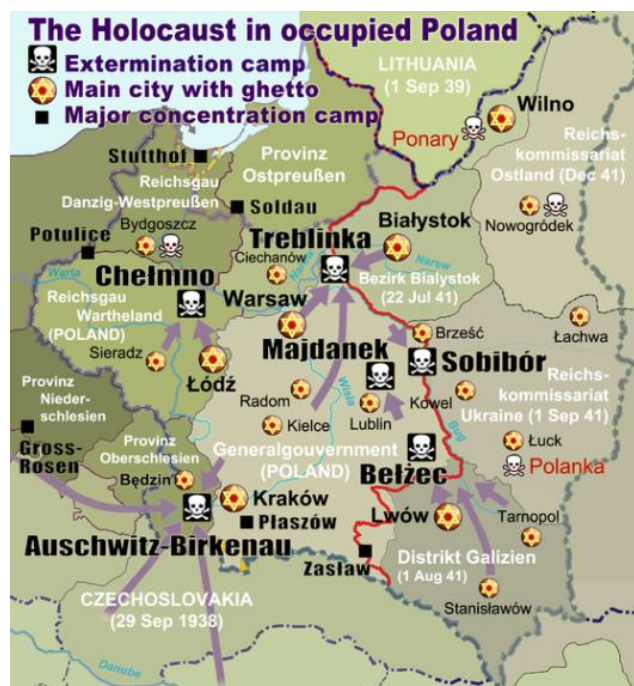 The Holocaust in occupied Poland
Extermination camp
Main city with ghetto
Major concentration camp
LITHUANIA
(1 Sep 39)
Wilno
Ponary
Reichs-
kommissariat
Ostland (Dec 41)
Stutthof
Provinz
Ostpreußen
Reichsgau
Danzig-Westpreußen
Soldau
Bydgoszcz
Potulice
Treblinka
Białystok
Nowogródek
Ciechanów
Narew
Narew
Warta
Chełmno
Bezirk Bialystok
(22 Jul 41)
Reichsgau
Wartheland
(POLAND)
Warsaw
Brześć
Łachwa
Sieradz
Łódź
Majdanek
Sobibór
Provinz
Nieder-
schlesien
Radom
Wisla
Kowel
Reichs-
kommissariat
Ukraine (1 Sep 41)
Kielce
Lublin
Bug
Gross-
Rosen
Provinz
Oberschlesien
Generalgouvernment
(POLAND)
Łuck
Polanka
Będzin
Bełżec
Kraków
Płaszów
Lwów
Tarnopol
Auschwitz-Birkenau
Zasław
Distrikt Galizien
(1 Aug 41)
CZECHOSLOVAKIA
(29 Sep 1938)
Stanisławów
Danube